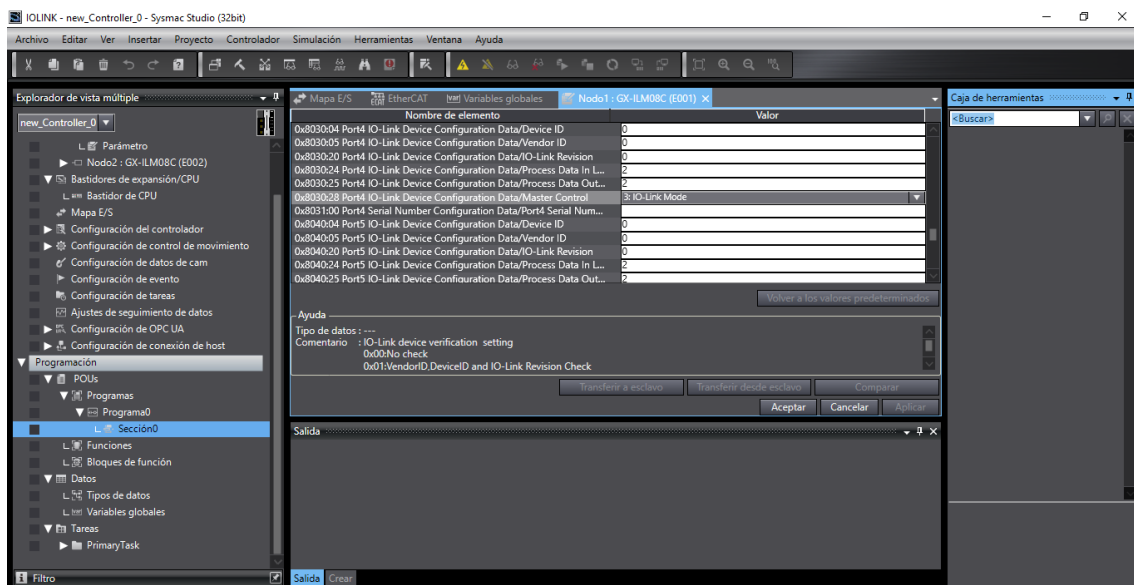 IOLINK - new_Controller_0 - Sysmac Studio (32bit)
Archivo Editar Ver Insertar Proyecto Controlador Simulación Herramientas Ventana Ayuda
Explorador de vista múltiple
new_Controller_0
Parámetro
Nodo2 : GX-ILM08C (E002)
Bastidores de expansión/CPU
Bastidor de CPU
Mapa E/S
Configuración del controlador
Configuración de control de movimiento
Configuración de datos de cam
Configuración de evento
Configuración de tareas
Ajustes de seguimiento de datos
Configuración de OPC UA
Configuración de conexión de host
Programación
POUs
Programas
Programa0
Sección0
Funciones
Bloques de función
Datos
Tipos de datos
Variables globales
Tareas
PrimaryTask
Filtro
Mapa E/S EtherCAT Variables globales Nodo1 : GX-ILM08C (E001)
Nombre de elemento Valor
0x8030:04 Port4 IO-Link Device Configuration Data/Device ID 0
0x8030:05 Port4 IO-Link Device Configuration Data/Vendor ID 0
0x8030:20 Port4 IO-Link Device Configuration Data/IO-Link Revision 0
0x8030:24 Port4 IO-Link Device Configuration Data/Process Data In L... 2
0x8030:25 Port4 IO-Link Device Configuration Data/Process Data Out... 2
0x8030:28 Port4 IO-Link Device Configuration Data/Master Control 3: IO-Link Mode
0x8031:00 Port4 Serial Number Configuration Data/Port4 Serial Num...
0x8040:04 Port5 IO-Link Device Configuration Data/Device ID 0
0x8040:05 Port5 IO-Link Device Configuration Data/Vendor ID 0
0x8040:20 Port5 IO-Link Device Configuration Data/IO-Link Revision 0
0x8040:24 Port5 IO-Link Device Configuration Data/Process Data In L... 2
0x8040:25 Port5 IO-Link Device Configuration Data/Process Data Out... 2
Volver a los valores predeterminados
Ayuda
Tipo de datos : ---
Comentario : IO-Link device verification setting
0x00:No check
0x01:VendorID,DeviceID and IO-Link Revision Check
Transferir a esclavo Transferir desde esclavo Comparar
Aceptar Cancelar Aplicar
Salida
Salida Crear
Caja de herramientas
<Buscar>